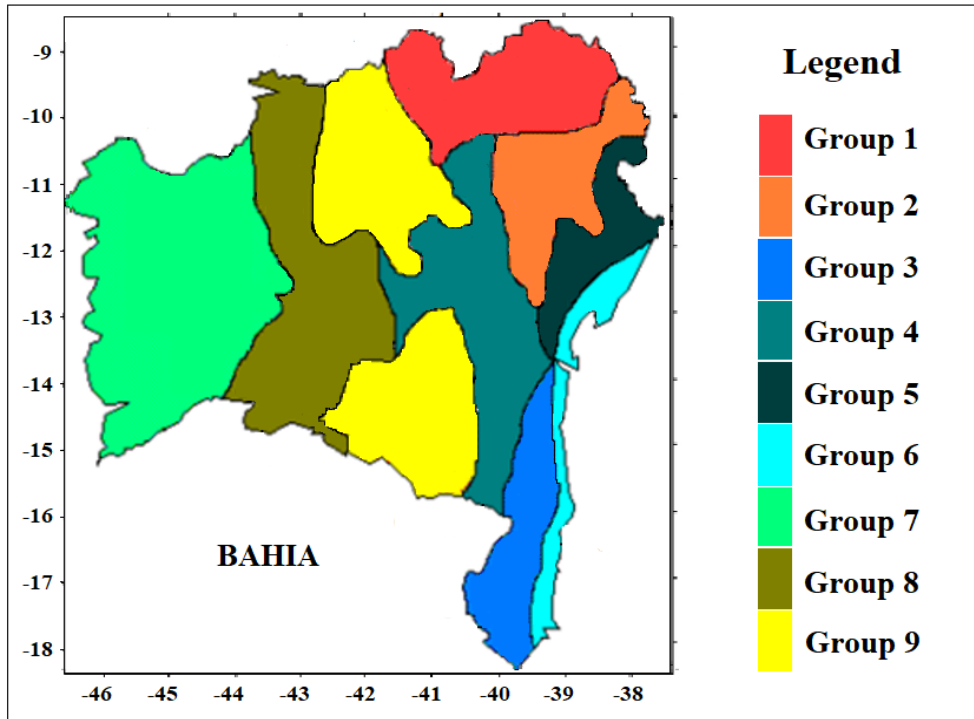 -9
-10
-11
-12
-13
-14
-15
-16
-17
-18
-46 -45 -44 -43 -42 -41 -40 -39 -38
BAHIA
Legend
Group 1
Group 2
Group 3
Group 4
Group 5
Group 6
Group 7
Group 8
Group 9